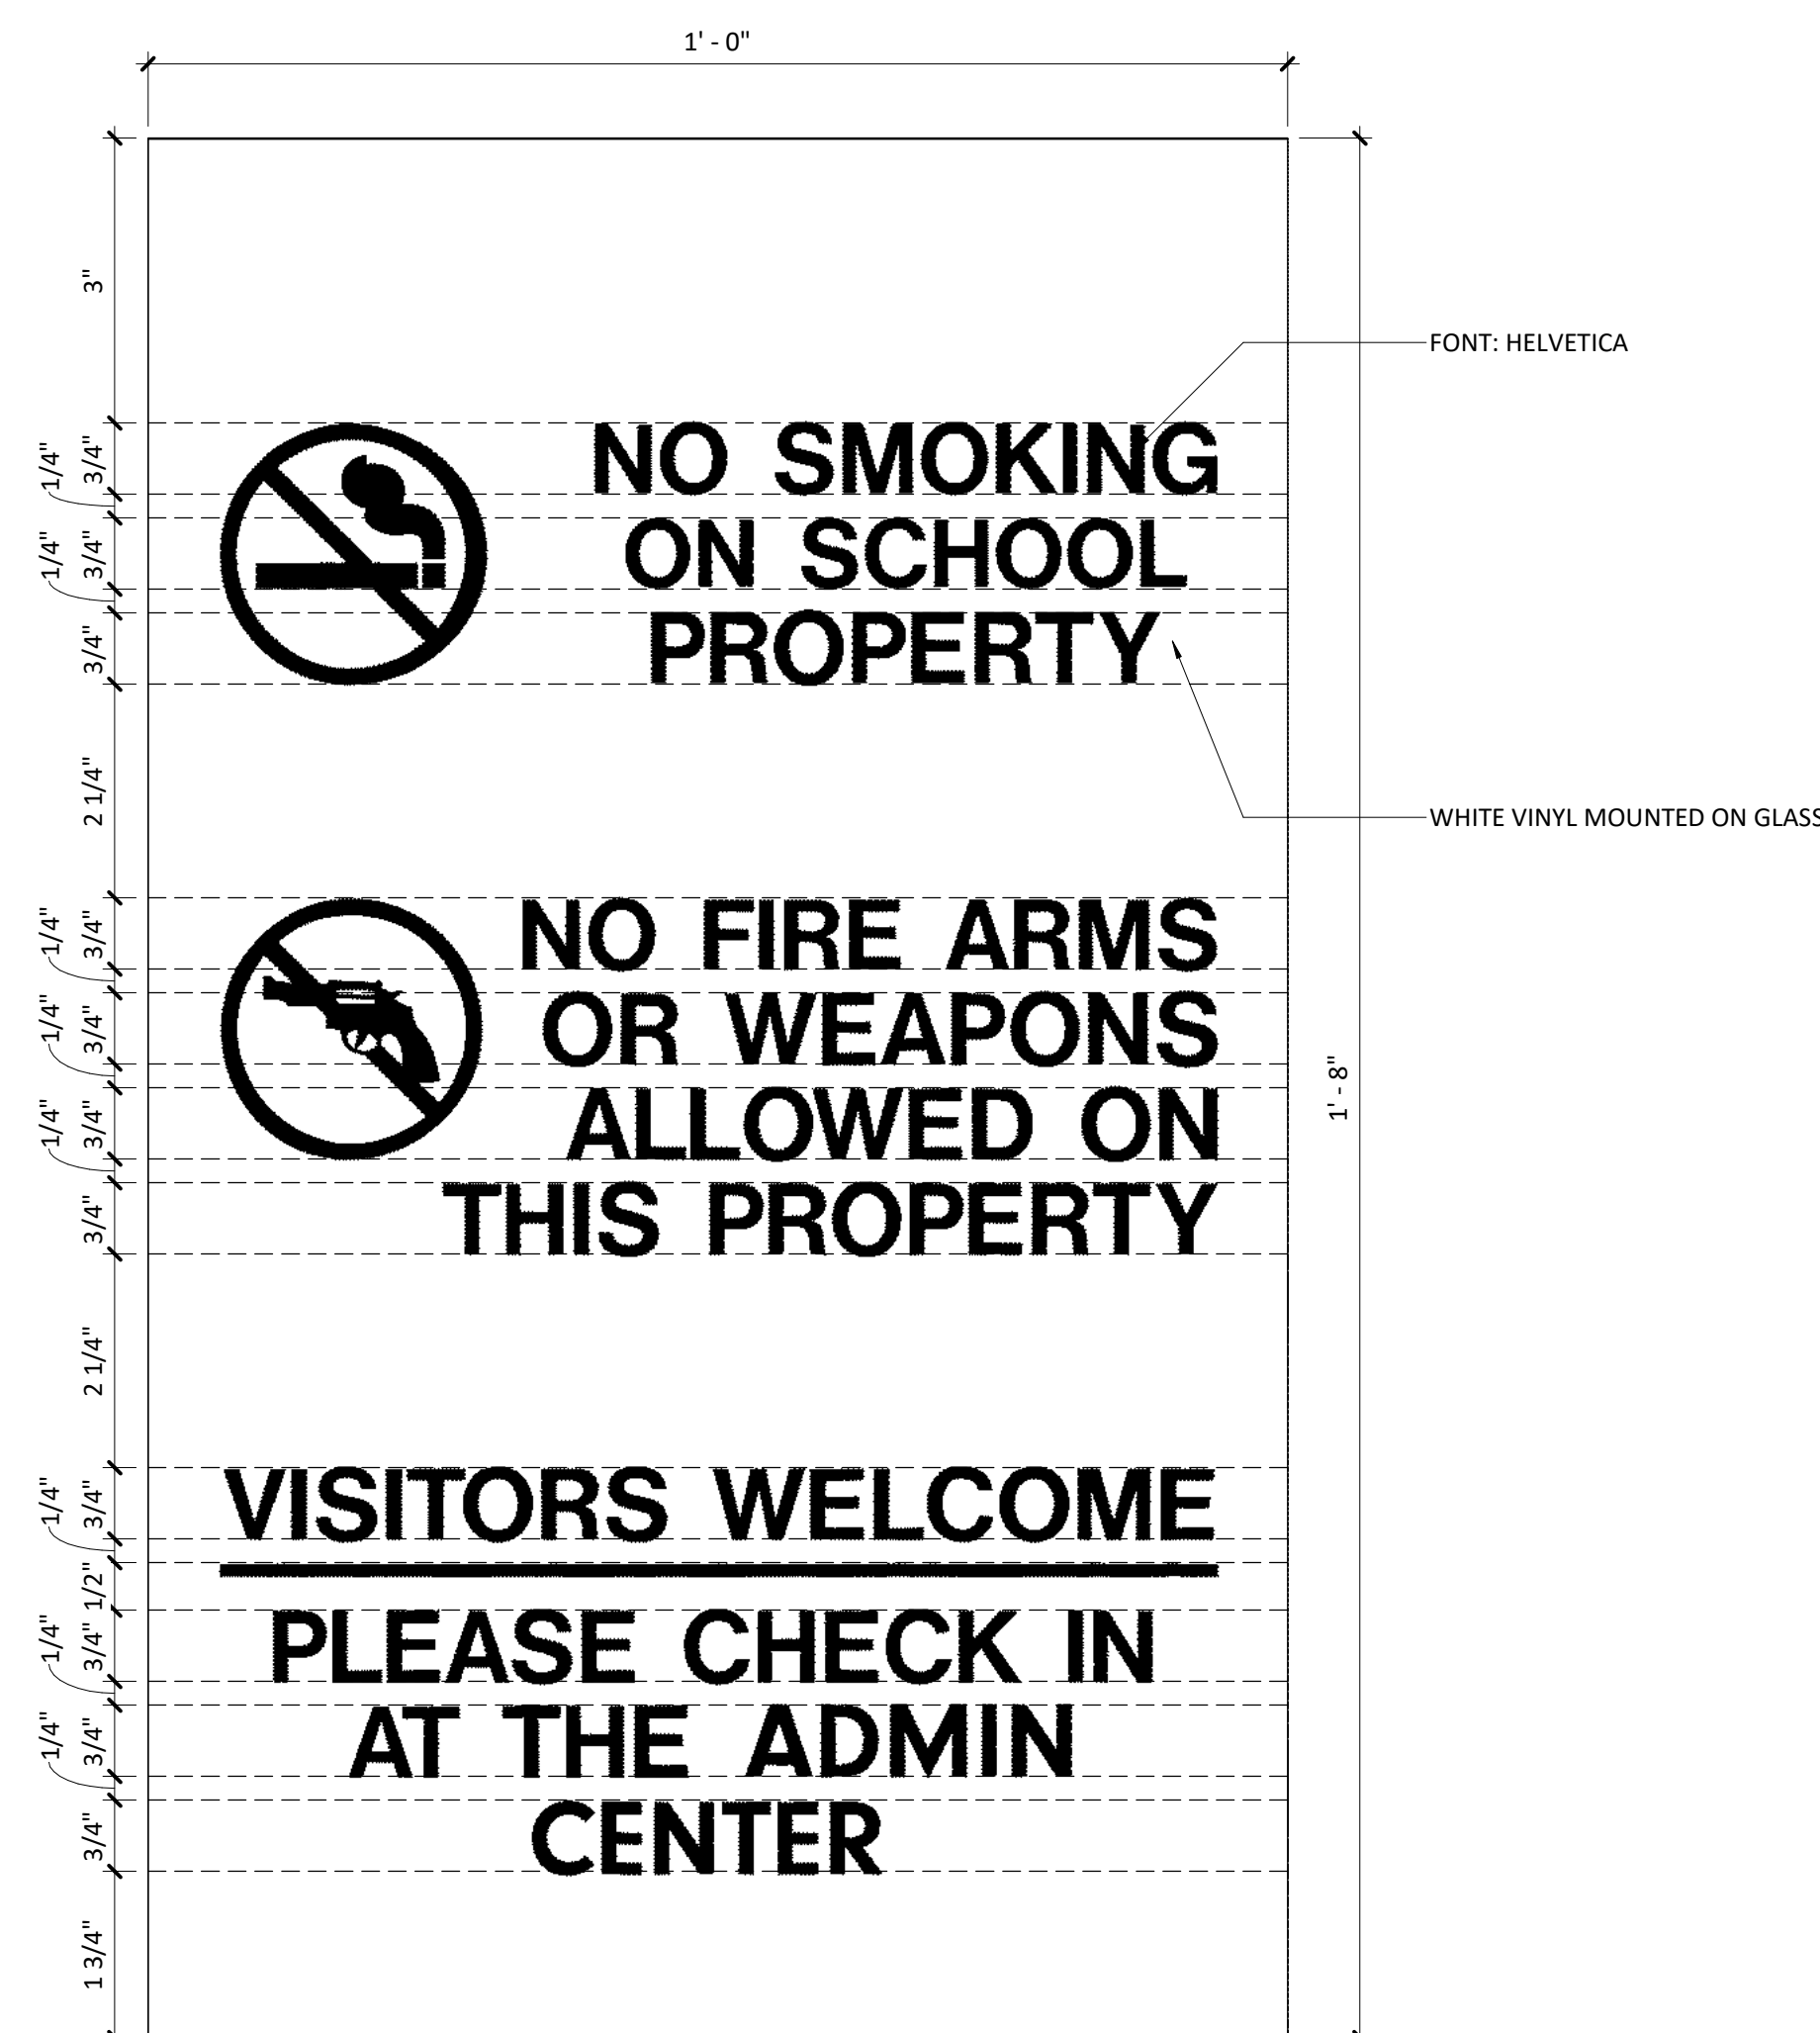 1' - 0"
3"
FONT: HELVETICA
1/4" 3/4" NO SMOKING
1/4" 3/4" ON SCHOOL
3/4" PROPERTY
2 1/4"
WHITE VINYL MOUNTED ON GLASS
1/4" 3/4" NO FIRE ARMS
1/4" 3/4" OR WEAPONS
1' - 8"
1/4" 3/4" ALLOWED ON
3/4" THIS PROPERTY
2 1/4"
1/4" 3/4" VISITORS WELCOME
1/2"
1/4" 3/4" PLEASE CHECK IN
1/4" 3/4" AT THE ADMIN
3/4" CENTER
1 3/4"